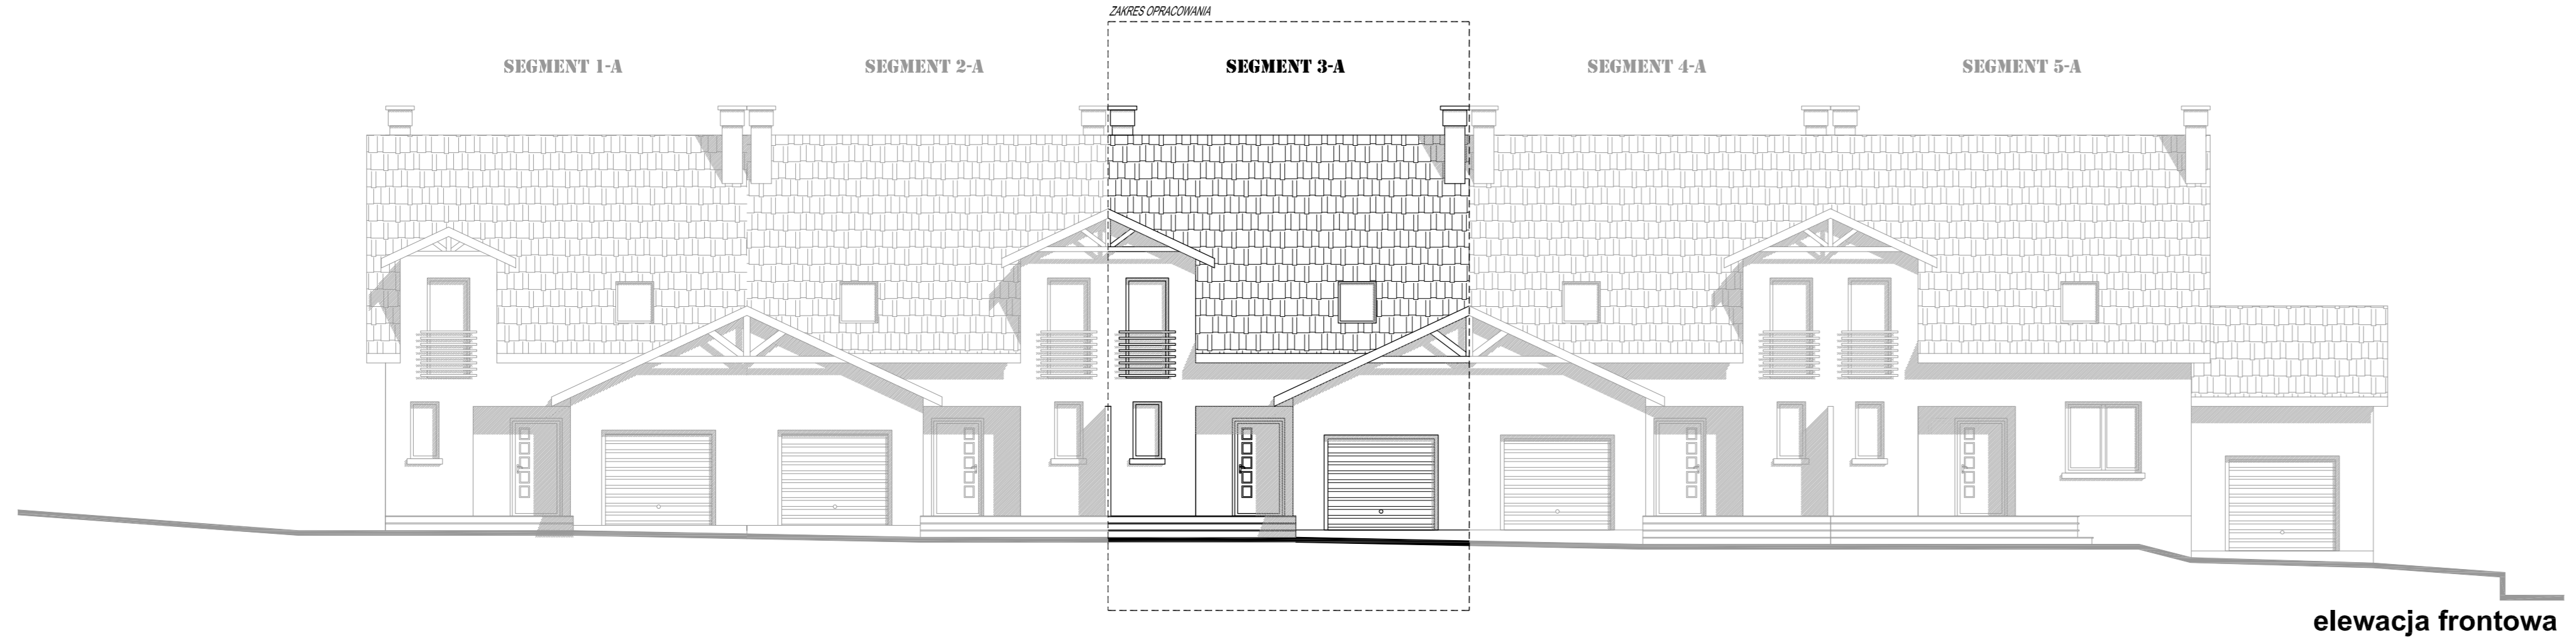 ZAKRES OPRACOWANIA
SEGMENT 1-A
SEGMENT 2-A
SEGMENT 3-A
SEGMENT 4-A
SEGMENT 5-A
elewacja frontowa